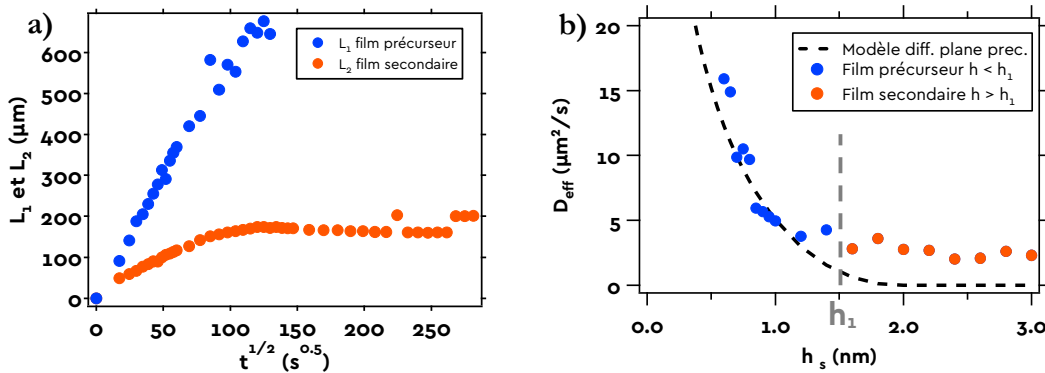 a)
L₁ film précurseur
L₂ film secondaire
L₁ et L₂ (µm)
600
500
400
300
200
100
0
0
50
100
150
200
250
t^1/2 (s^0.5)
b)
Modèle diff. plane prec.
Film précurseur h < h₁
Film secondaire h > h₁
D_eff (µm²/s)
20
15
10
5
0
0.0
1.0
2.0
3.0
h₁
h_s (nm)